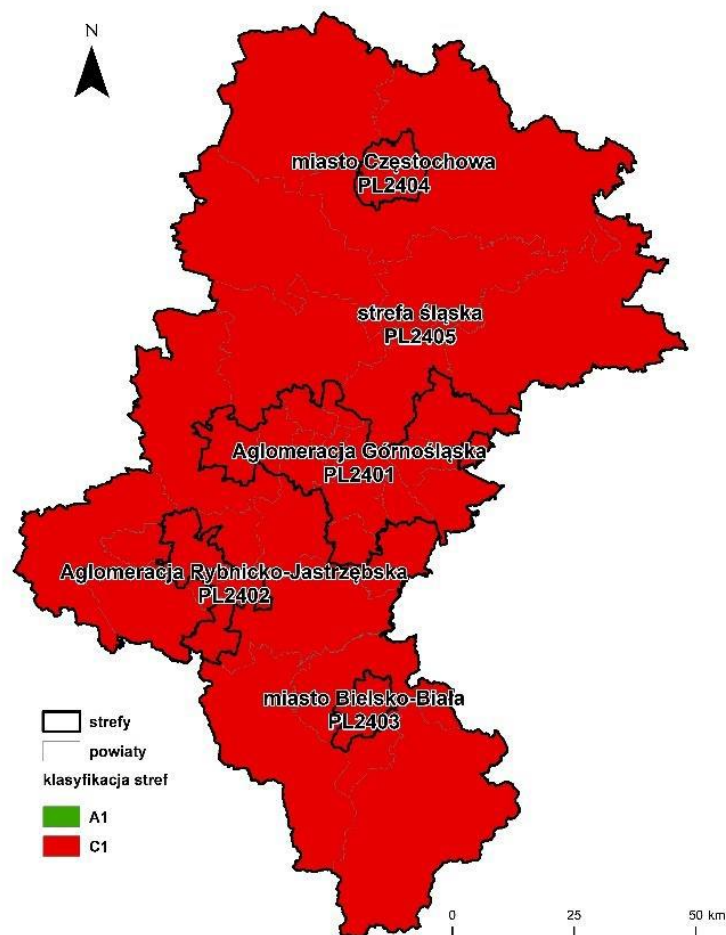 N
miasto Częstochowa
PL2404
strefa śląska
PL2405
Aglomeracja Górnośląska
PL2401
Aglomeracja Rybnicko-Jastrzębska
PL2402
miasto Bielsko-Biała
PL2403
strefy
powiaty
klasyfikacja stref
A1
C1
0 25 50 km